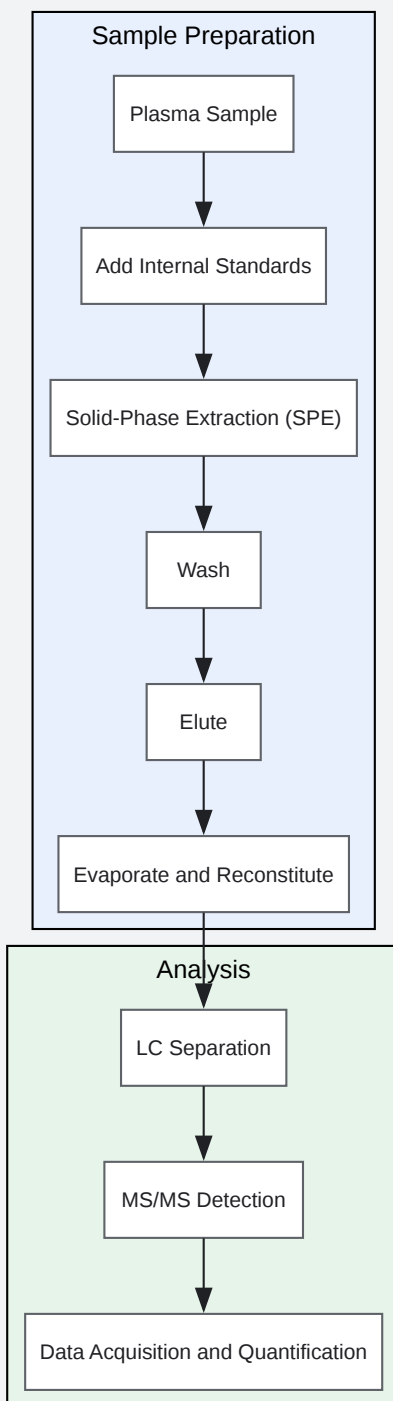 Sample Preparation
Plasma Sample
Add Internal Standards
Solid-Phase Extraction (SPE)
Wash
Elute
Evaporate and Reconstitute
Analysis
LC Separation
MS/MS Detection
Data Acquisition and Quantification